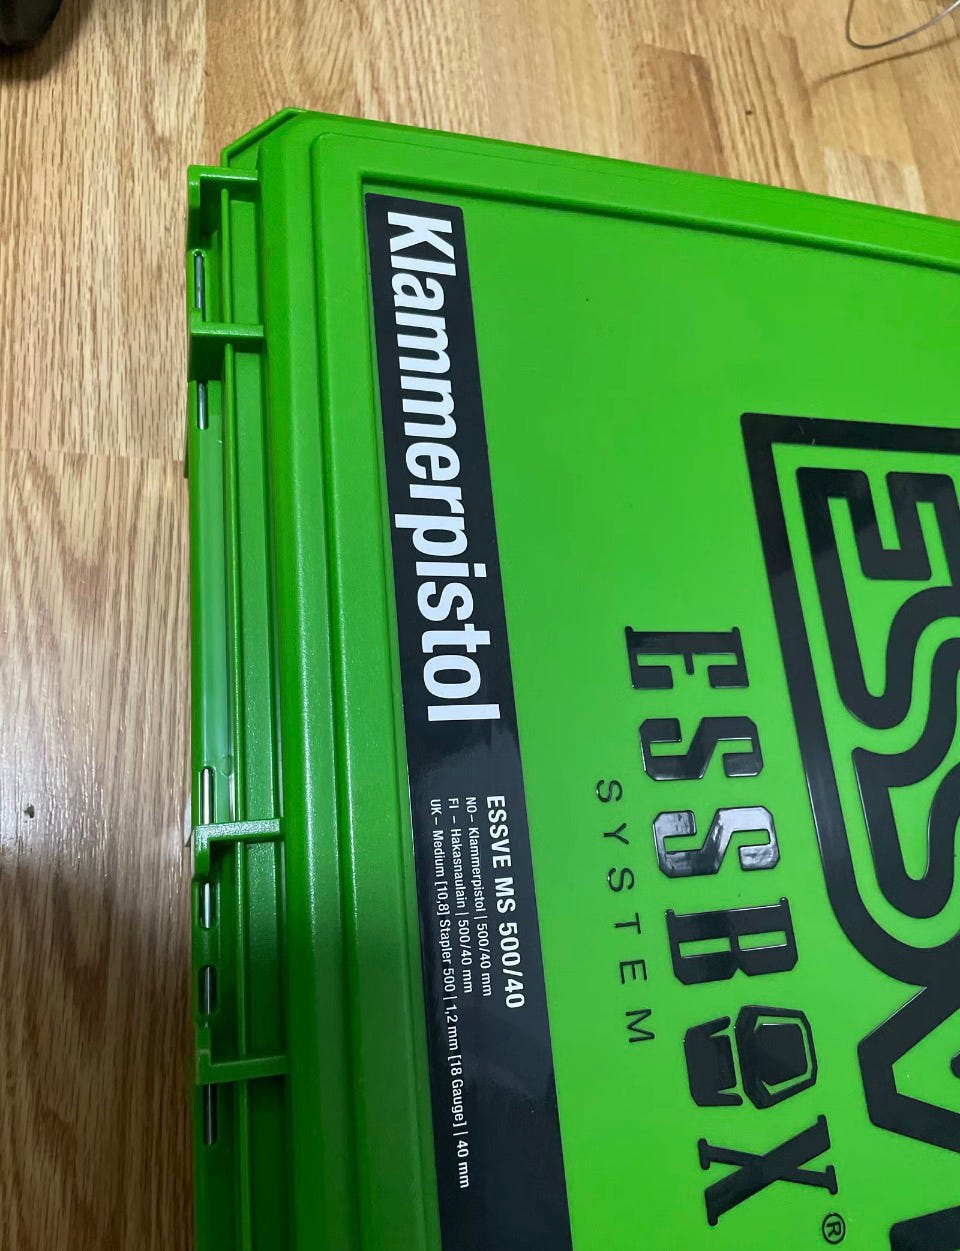 Klammerpistol
ESSVE MS 500/40
NO – Klammerpistol | 500/40 mm
FI – Hakasnaulain | 500/40 mm
UK – Medium [10,8] Stapler 500 | 1,2 mm [18 Gauge] | 40 mm
ESSBOX®
SYSTEM